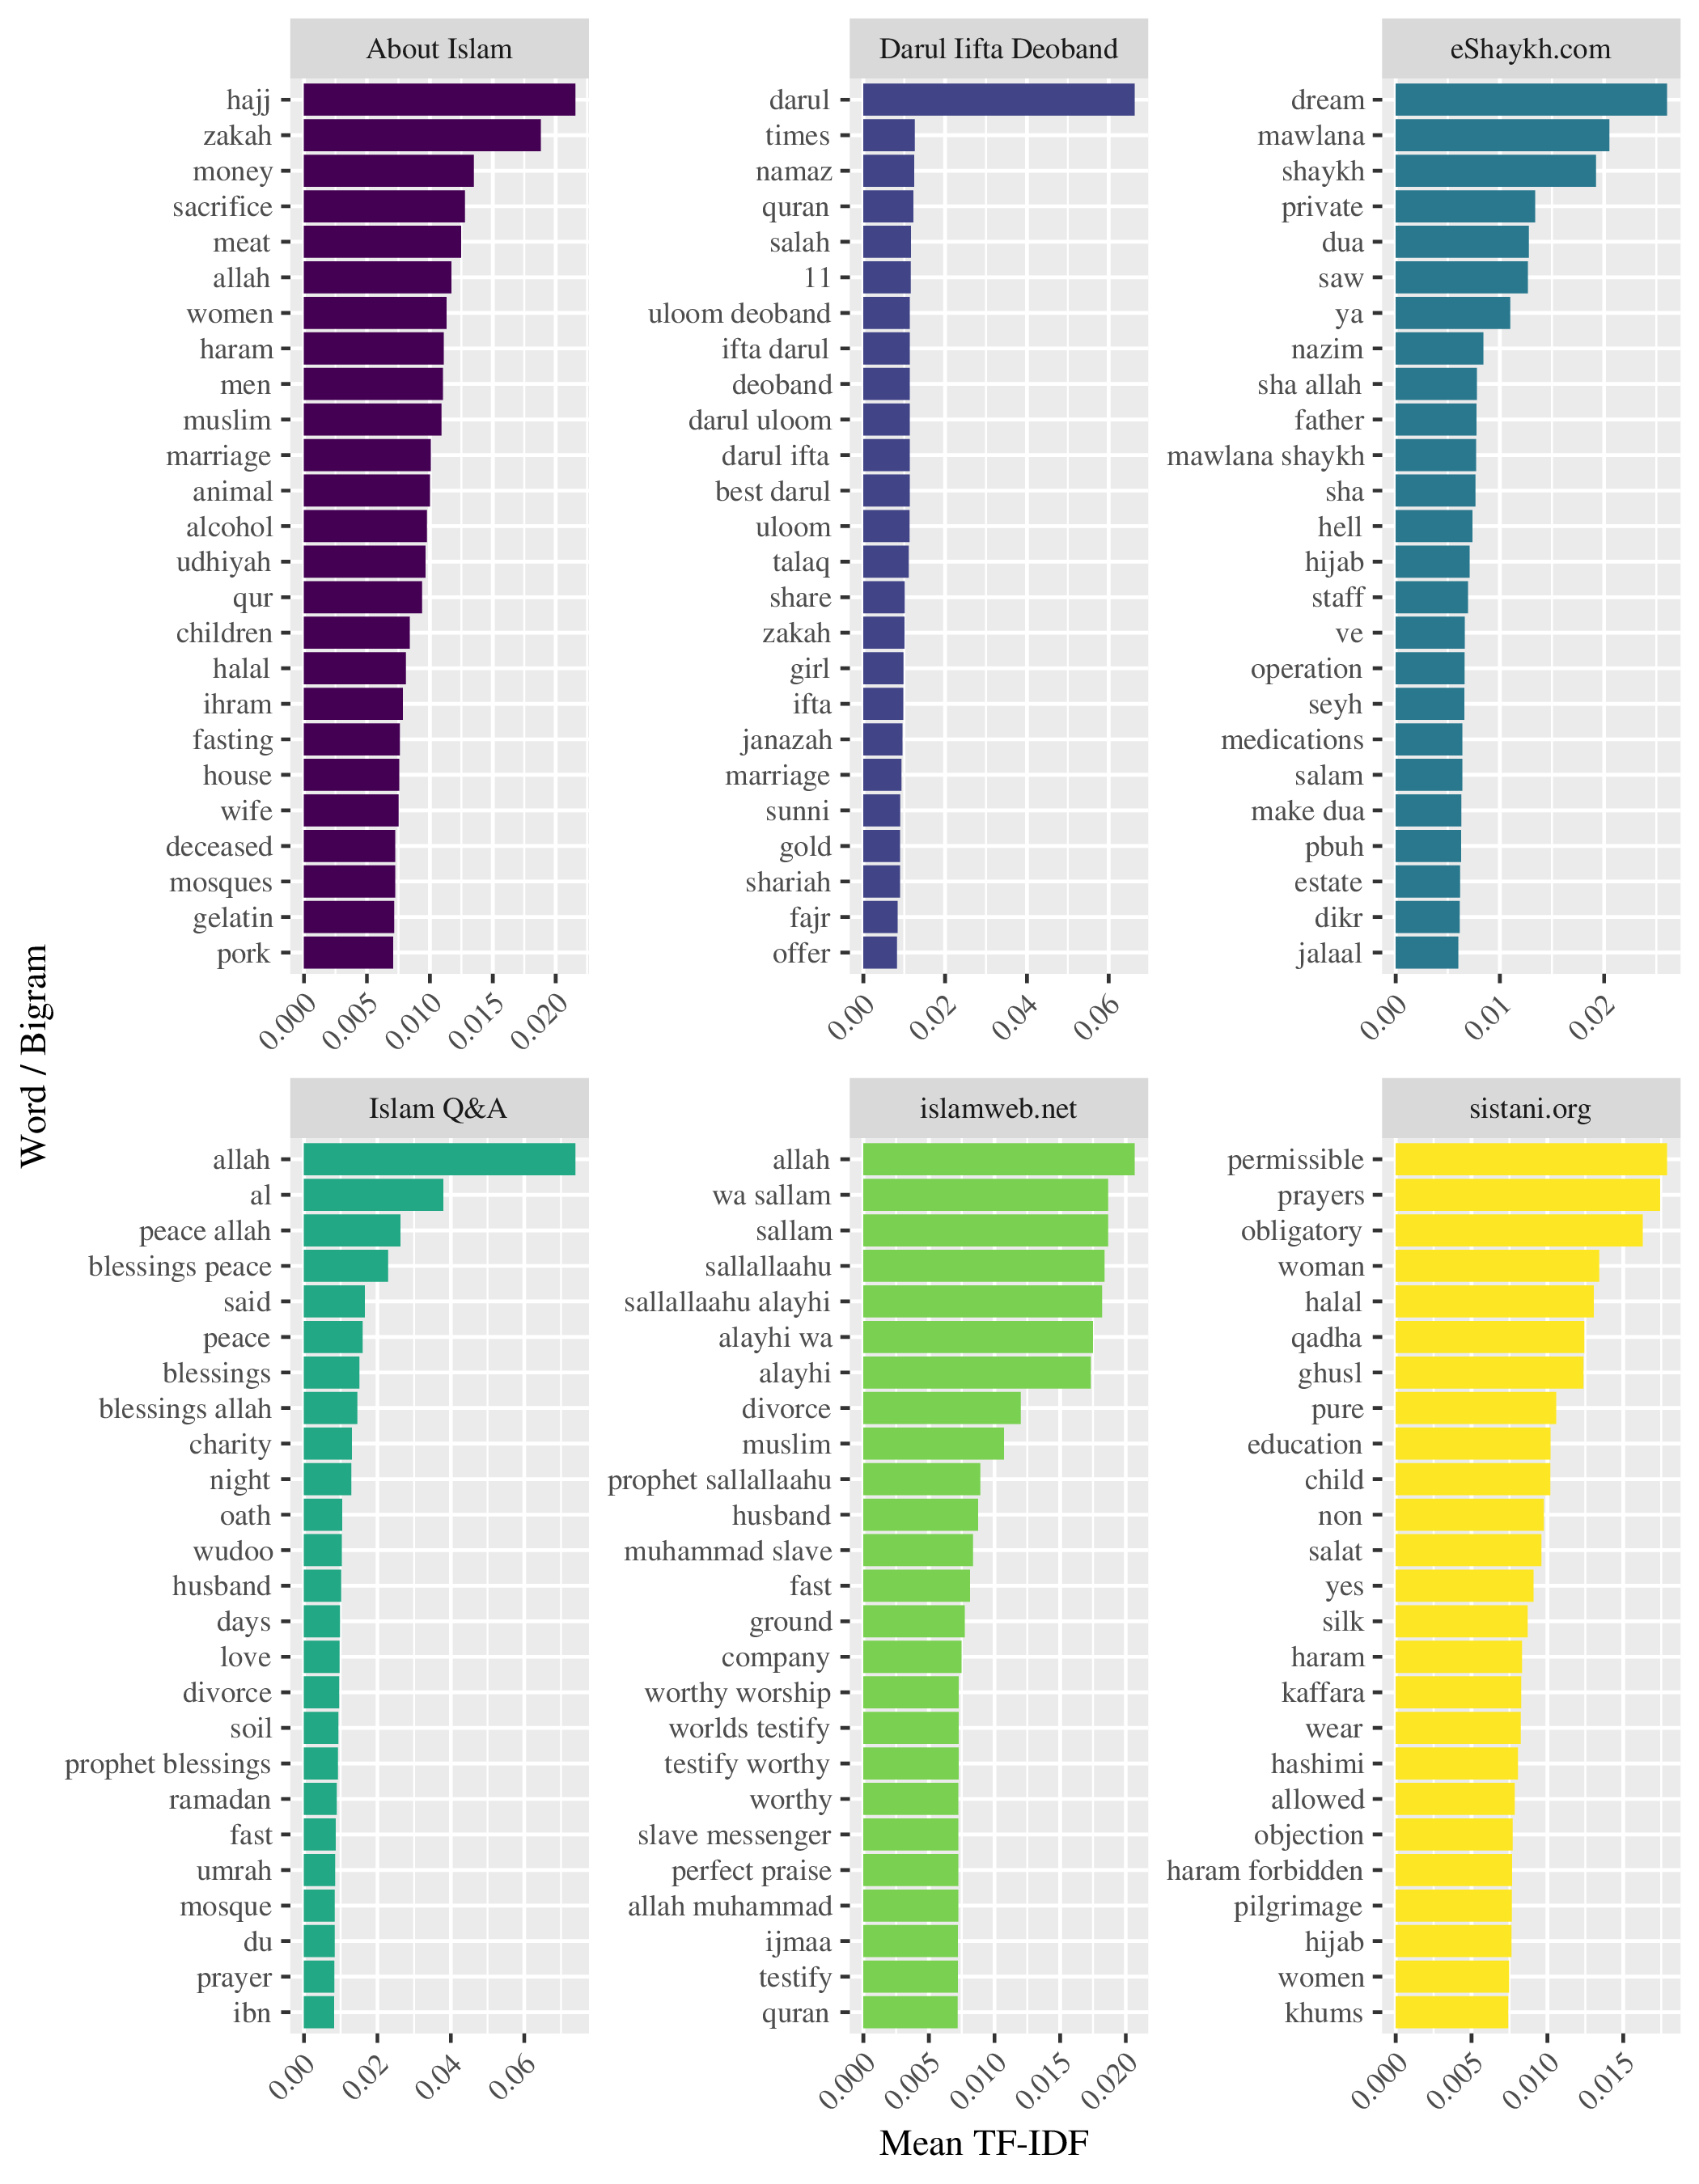 About Islam
hajj
zakah
money
sacrifice
meat
allah
women
haram
men
muslim
marriage
animal
alcohol
udhiyah
qur
children
halal
ihram
fasting
house
wife
deceased
mosques
gelatin
pork
0.000 0.005 0.010 0.015 0.020
Darul Iifta Deoband
darul
times
namaz
quran
salah
11
uloom deoband
ifta darul
deoband
darul uloom
darul ifta
best darul
uloom
talaq
share
zakah
girl
ifta
janazah
marriage
sunni
gold
shariah
fajr
offer
0.00 0.02 0.04 0.06
eShaykh.com
dream
mawlana
shaykh
private
dua
saw
ya
nazim
sha allah
father
mawlana shaykh
sha
hell
hijab
staff
ve
operation
seyh
medications
salam
make dua
pbuh
estate
dikr
jalaal
0.00 0.01 0.02
Word / Bigram
Islam Q&A
allah
al
peace allah
blessings peace
said
peace
blessings
blessings allah
charity
night
oath
wudoo
husband
days
love
divorce
soil
prophet blessings
ramadan
fast
umrah
mosque
du
prayer
ibn
0.00 0.02 0.04 0.06
islamweb.net
allah
wa sallam
sallam
sallallaahu
sallallaahu alayhi
alayhi wa
alayhi
divorce
muslim
prophet sallallaahu
husband
muhammad slave
fast
ground
company
worthy worship
worlds testify
testify worthy
worthy
slave messenger
perfect praise
allah muhammad
ijmaa
testify
quran
0.000 0.005 0.010 0.015 0.020
sistani.org
permissible
prayers
obligatory
woman
halal
qadha
ghusl
pure
education
child
non
salat
yes
silk
haram
kaffara
wear
hashimi
allowed
objection
haram forbidden
pilgrimage
hijab
women
khums
0.000 0.005 0.010 0.015
Mean TF-IDF